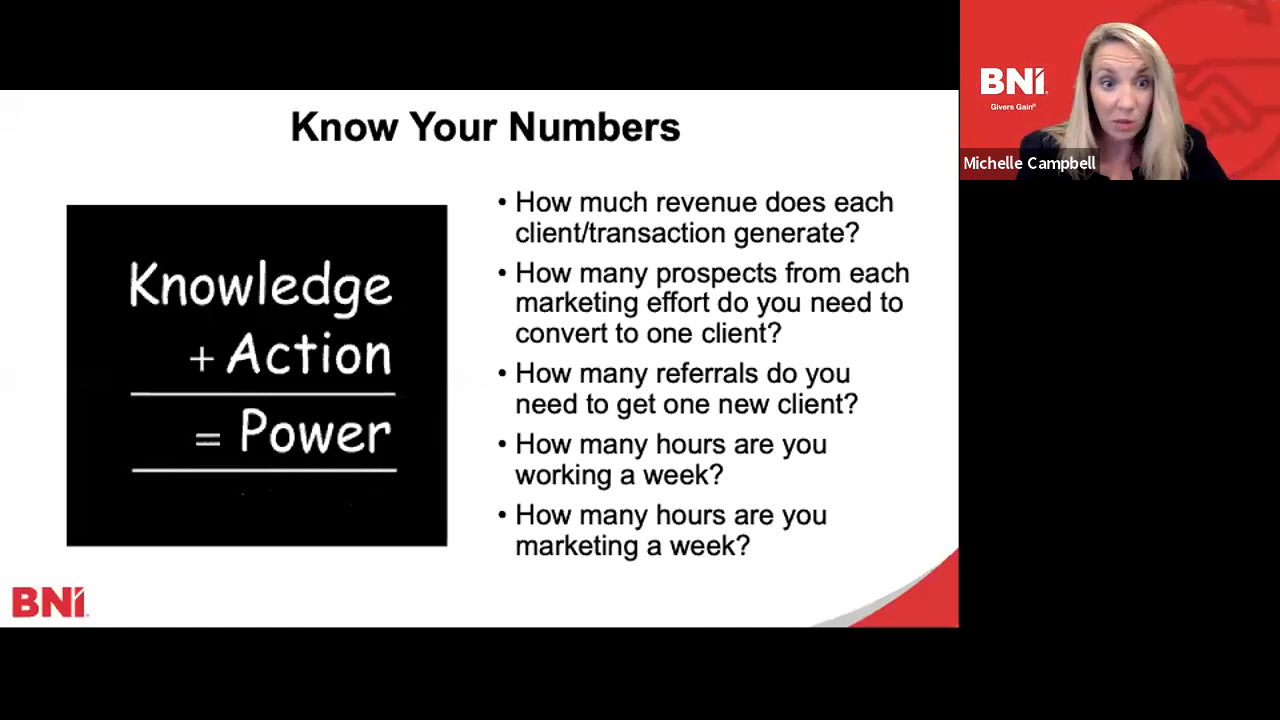 Know Your Numbers
Knowledge
+ Action
= Power
• How much revenue does each
client/transaction generate?
• How many prospects from each
marketing effort do you need to
convert to one client?
• How many referrals do you
need to get one new client?
• How many hours are you
working a week?
• How many hours are you
marketing a week?
BNI
BNI
Givers Gain®
Michelle Campbell